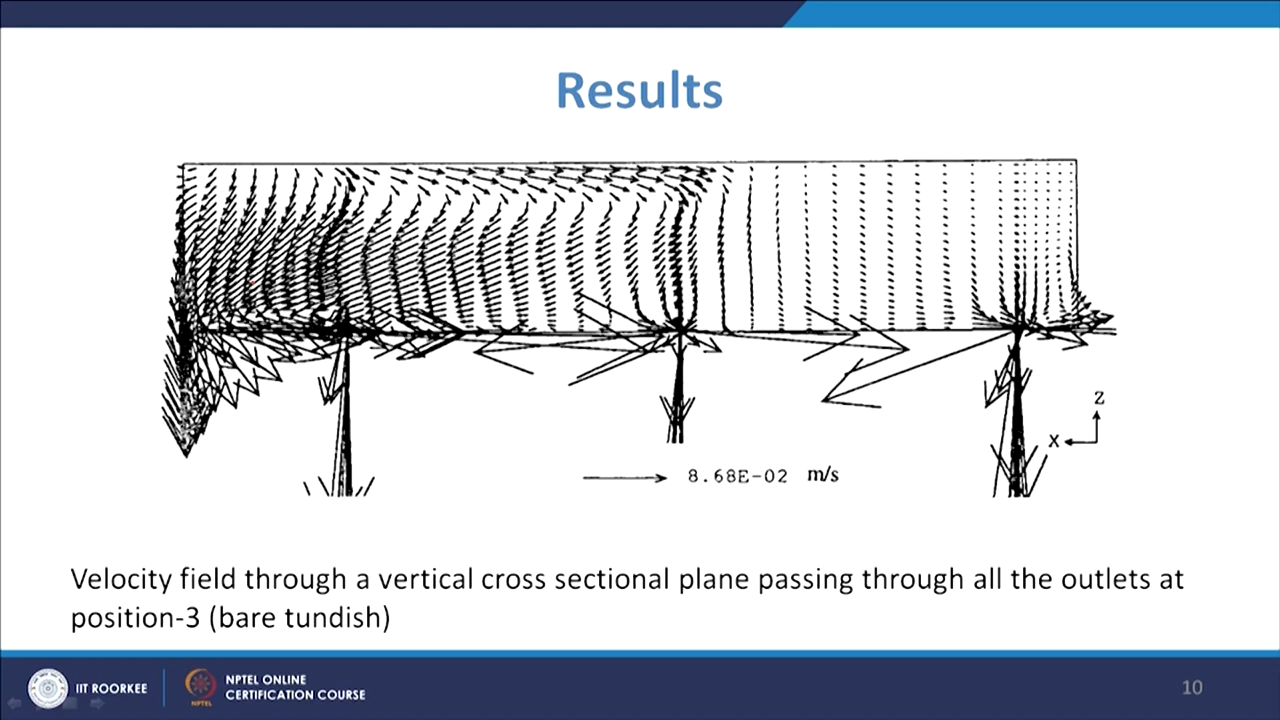 Results
Z
X
8.68E-02 m/s
Velocity field through a vertical cross sectional plane passing through all the outlets at
position-3 (bare tundish)
IIT ROORKEE
NPTEL
NPTEL ONLINE
CERTIFICATION COURSE
10